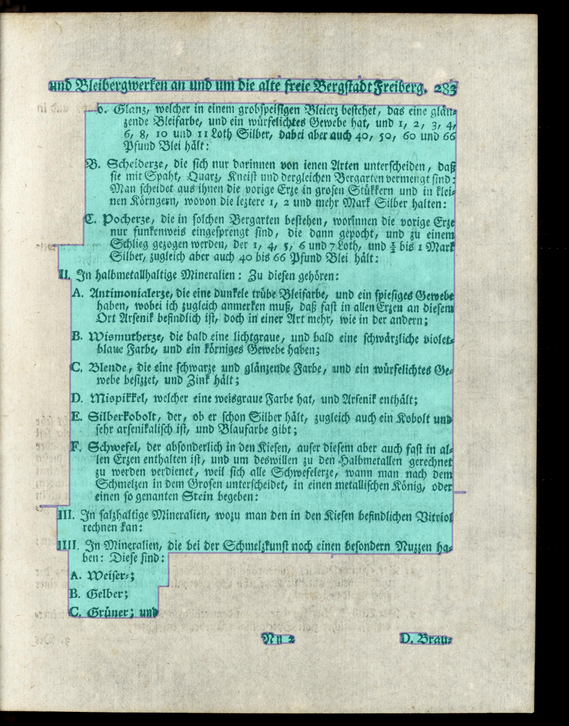 und Bleibergwerken an und um die alte freie Bergstadt Freiberg. 283
b. Glanz, welcher in einem grobspeisigen Bleierz bestehet, das eine glän-
zende Bleifarbe, und ein würfelichtes Gewebe hat, und 1, 2, 3, 4,
6, 8, 10 und 11 Loth Silber, dabei aber auch 40, 50, 60 und 66
Pfund Blei hält:
B. Scheiderze, die sich nur darinnen von ienen Arten unterscheiden, daß
sie mit Spaht, Quarz, Kneist und dergleichen Bergarten vermengt sind:
Man scheidet aus ihnen die vorige Erze in grosen Stükkern und in klei-
nen Körngern, wovon die leztere 1, 2 und mehr Mark Silber halten:
C. Pocherze, die in solchen Bergarten bestehen, worinnen die vorige Erze
nur funkenweis eingesprengt sind, die dann gepocht, und zu einem
Schlieg gezogen werden, der 1, 4, 5, 6 und 7 Loth, und bis 1 Mark
Silber, zugleich aber auch 40 bis 66 Pfund Blei hält:
II. In halbmetallhaltige Mineralien: Zu diesen gehören:
A. Antimonialerze, die eine dunkele trübe Bleifarbe, und ein spiesiges Gewebe
haben, wobei ich zugleich anmerken muß, daß fast in allen Erzen an diesem
Ort Arsenik befindlich ist, doch in einer Art mehr, wie in der andern;
B. Wismutherze, die bald eine lichtgraue, und bald eine schwärzliche violet-
blaue Farbe, und ein körniges Gewebe haben;
C. Blende, die eine schwarze und glänzende Farbe, und ein würfelichtes Ge-
webe besizzet, und Zink hält;
D. Mispikkel, welcher eine weisgraue Farbe hat, und Arsenik enthält;
E. Silberkobolt, der, ob er schon Silber hält, zugleich auch ein Kobolt und
sehr arsenikalisch ist, und Blaufarbe gibt;
F. Schwefel, der absonderlich in den Kiesen, auser diesem aber auch fast in al-
len Erzen enthalten ist, und um deswillen zu den Halbmetallen gerechnet
zu werden verdienet, weil sich alle Schwefelerze, wann man nach dem
Schmelzen in dem Grosen unterscheidet, in einen metallischen König, oder
einen so genanten Stein begeben:
III. In salzhaltige Mineralien, wozu man den in den Kiesen befindlichen Vitriol
rechnen kan:
IIII. In Mineralien, die bei der Schmelzkunst noch einen besondern Nuzzen ha-
ben: Diese sind:
A. Weiser-;
B. Gelber;
C. Grüner; und
Nn 2 D. Brau-